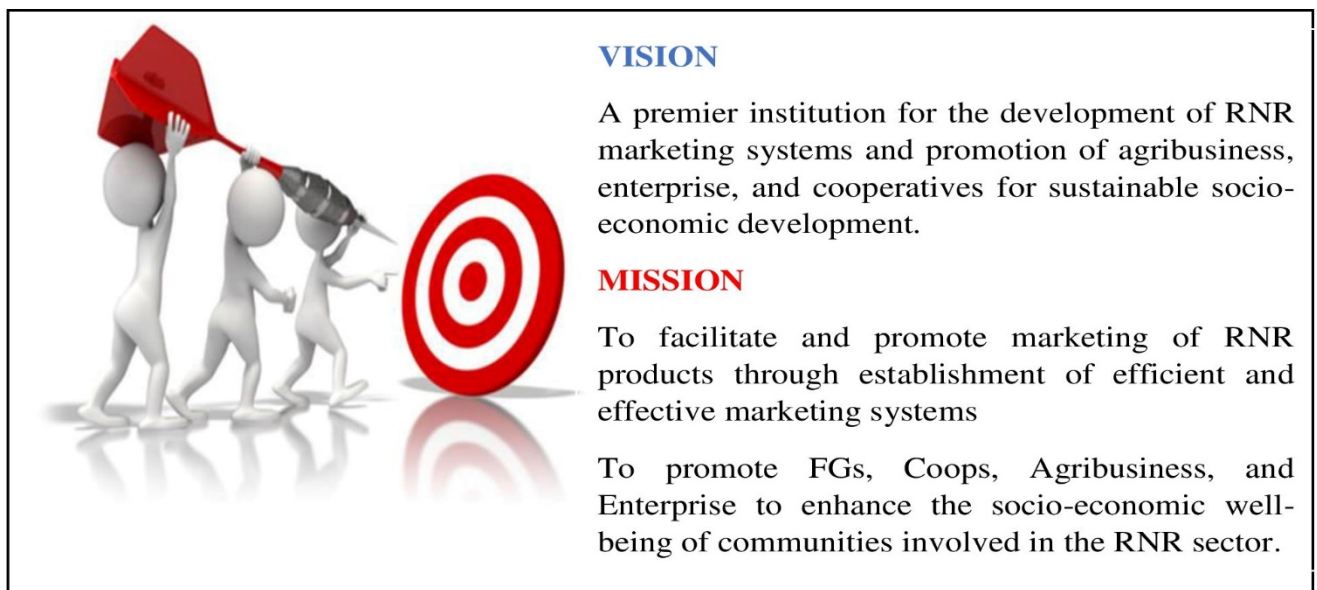 VISION
A premier institution for the development of RNR
marketing systems and promotion of agribusiness,
enterprise, and cooperatives for sustainable socio-
economic development.
MISSION
To facilitate and promote marketing of RNR
products through establishment of efficient and
effective marketing systems
To promote FGs, Coops, Agribusiness, and
Enterprise to enhance the socio-economic well-
being of communities involved in the RNR sector.